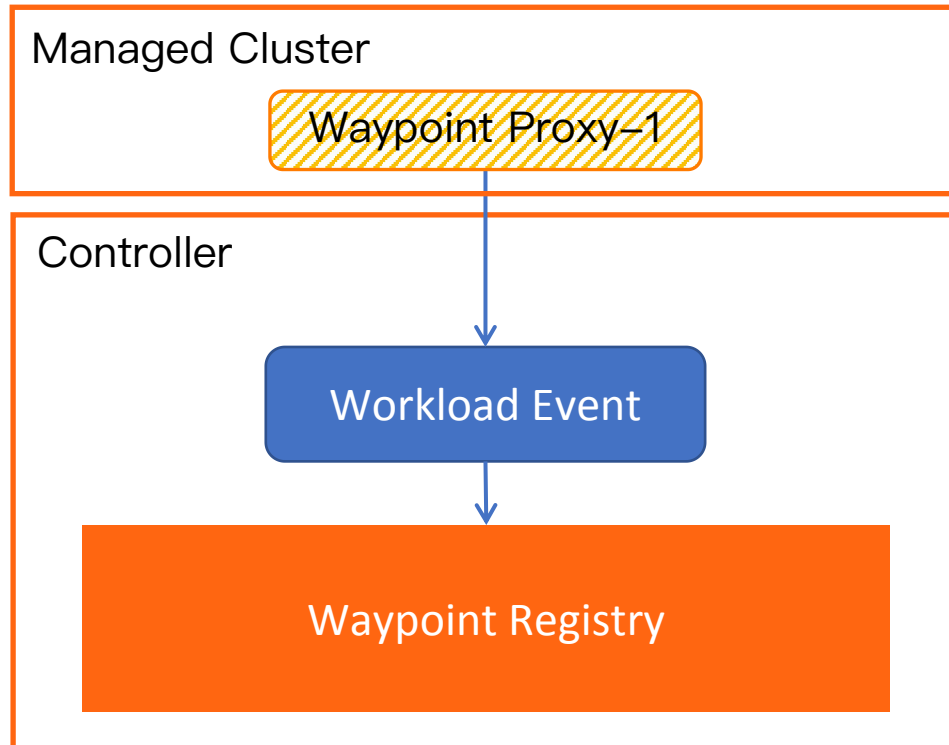 Managed Cluster
Waypoint Proxy-1
Controller
Workload Event
Waypoint Registry